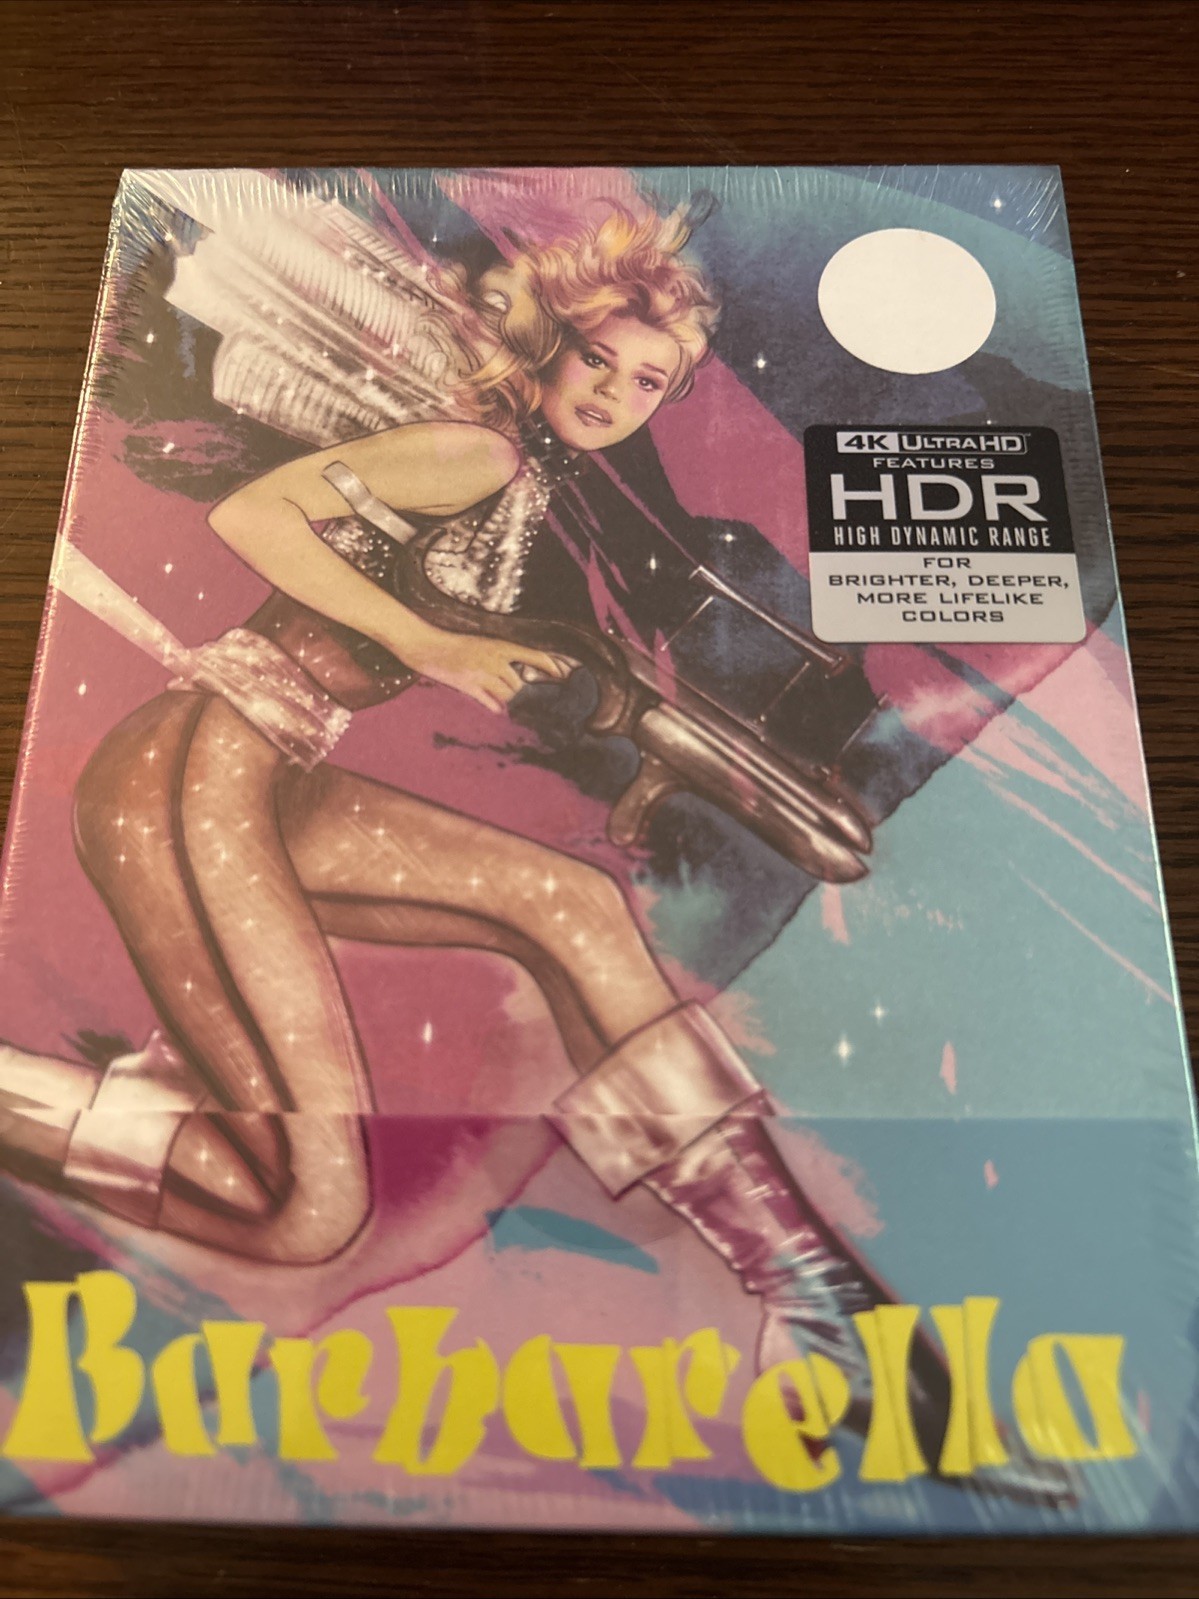 4K ULTRA HD
FEATURES
HDR
HIGH DYNAMIC RANGE
FOR
BRIGHTER, DEEPER,
MORE LIFELIKE
COLORS
Barbarella